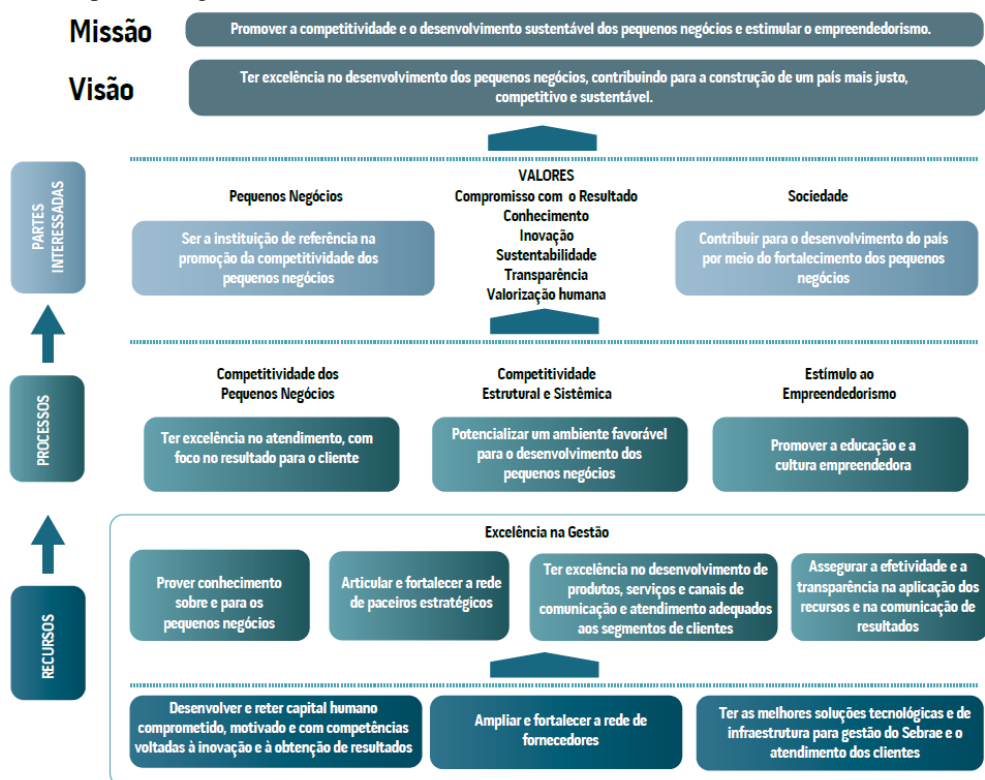 Missão
Promover a competitividade e o desenvolvimento sustentável dos pequenos negócios e estimular o empreendedorismo.
Visão
Ter excelência no desenvolvimento dos pequenos negócios, contribuindo para a construção de um país mais justo,
competitivo e sustentável.
PARTES
INTERESSADAS
Pequenos Negócios
Ser a instituição de referência na
promoção da competitividade dos
pequenos negócios
VALORES
Compromisso com o Resultado
Conhecimento
Inovação
Sustentabilidade
Transparência
Valorização humana
Sociedade
Contribuir para o desenvolvimento do país
por meio do fortalecimento dos pequenos
negócios
PROCESSOS
Competitividade dos
Pequenos Negócios
Ter excelência no atendimento, com
foco no resultado para o cliente
Competitividade
Estrutural e Sistêmica
Potencializar um ambiente favorável
para o desenvolvimento dos
pequenos negócios
Estímulo ao
Empreendedorismo
Promover a educação e a
cultura empreendedora
RECURSOS
Excelência na Gestão
Prover conhecimento
sobre e para os
pequenos negócios
Articular e fortalecer a rede
de paceiros estratégicos
Ter excelência no desenvolvimento de
produtos, serviços e canais de
comunicação e atendimento adequados
aos segmentos de clientes
Assegurar a efetividade e a
transparência na aplicação dos
recursos e na comunicação de
resultados
Desenvolver e reter capital humano
comprometido, motivado e com competências
voltadas à inovação e à obtenção de resultados
Ampliar e fortalecer a rede de
fornecedores
Ter as melhores soluções tecnológicas e de
infraestrutura para gestão do Sebrae e o
atendimento dos clientes